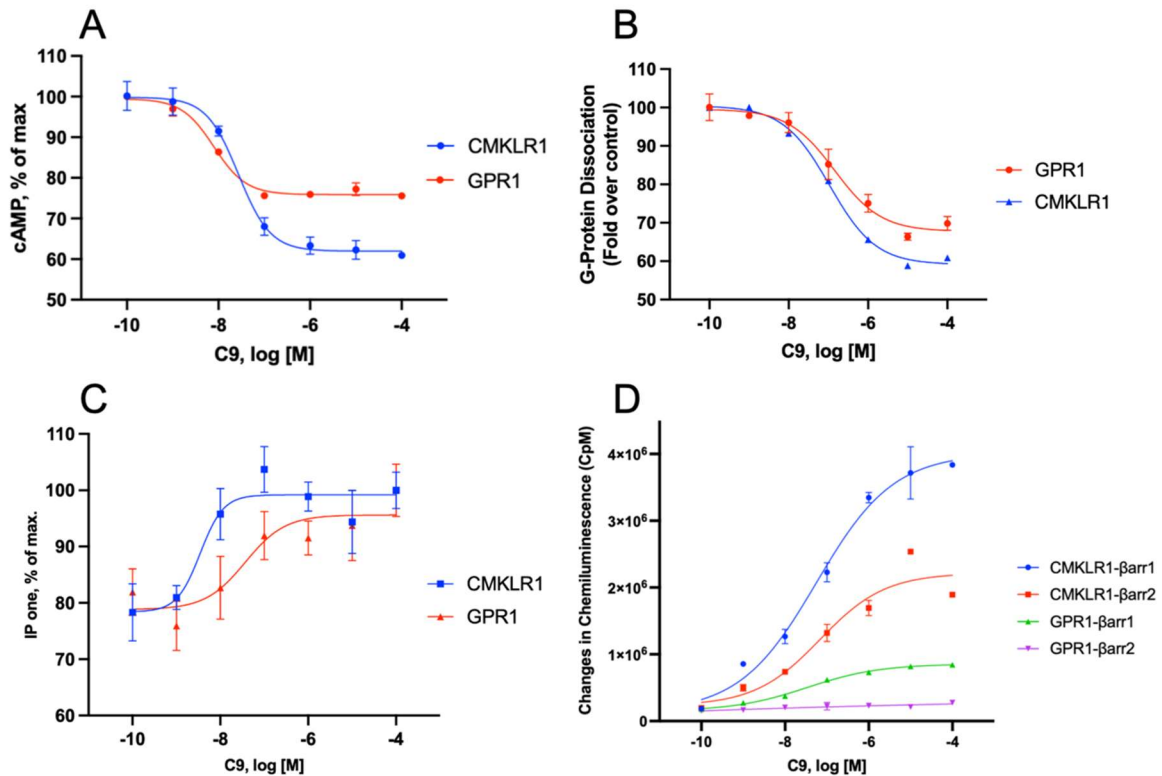 A
110
100
90
80
70
60
50
cAMP, % of max
-10
-8
-6
-4
C9, log [M]
CMKLR1
GPR1
B
110
100
90
80
70
60
50
G-Protein Dissociation
(Fold over control)
-10
-8
-6
-4
C9, log [M]
GPR1
CMKLR1
C
110
100
90
80
70
60
IP one, % of max.
-10
-8
-6
-4
C9, log [M]
CMKLR1
GPR1
D
4×10⁶
3×10⁶
2×10⁶
1×10⁶
0
Changes in Chemiluminescence (CpM)
-10
-8
-6
-4
C9, log [M]
CMKLR1-βarr1
CMKLR1-βarr2
GPR1-βarr1
GPR1-βarr2